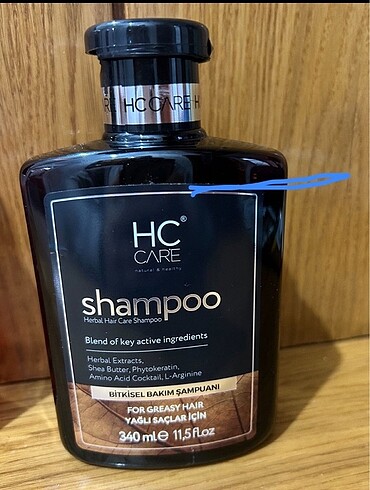 HC CARE
HC®
CARE
natural & healthy
shampoo
Herbal Hair Care Shampoo
Blend of key active ingredients
Herbal Extracts,
Shea Butter, Phytokeratin,
Amino Acid Cocktail, L-Arginine
BİTKİSEL BAKIM ŞAMPUANI
FOR GREASY HAIR
YAĞLI SAÇLAR İÇİN
340 ml e 11,5 fl.oz